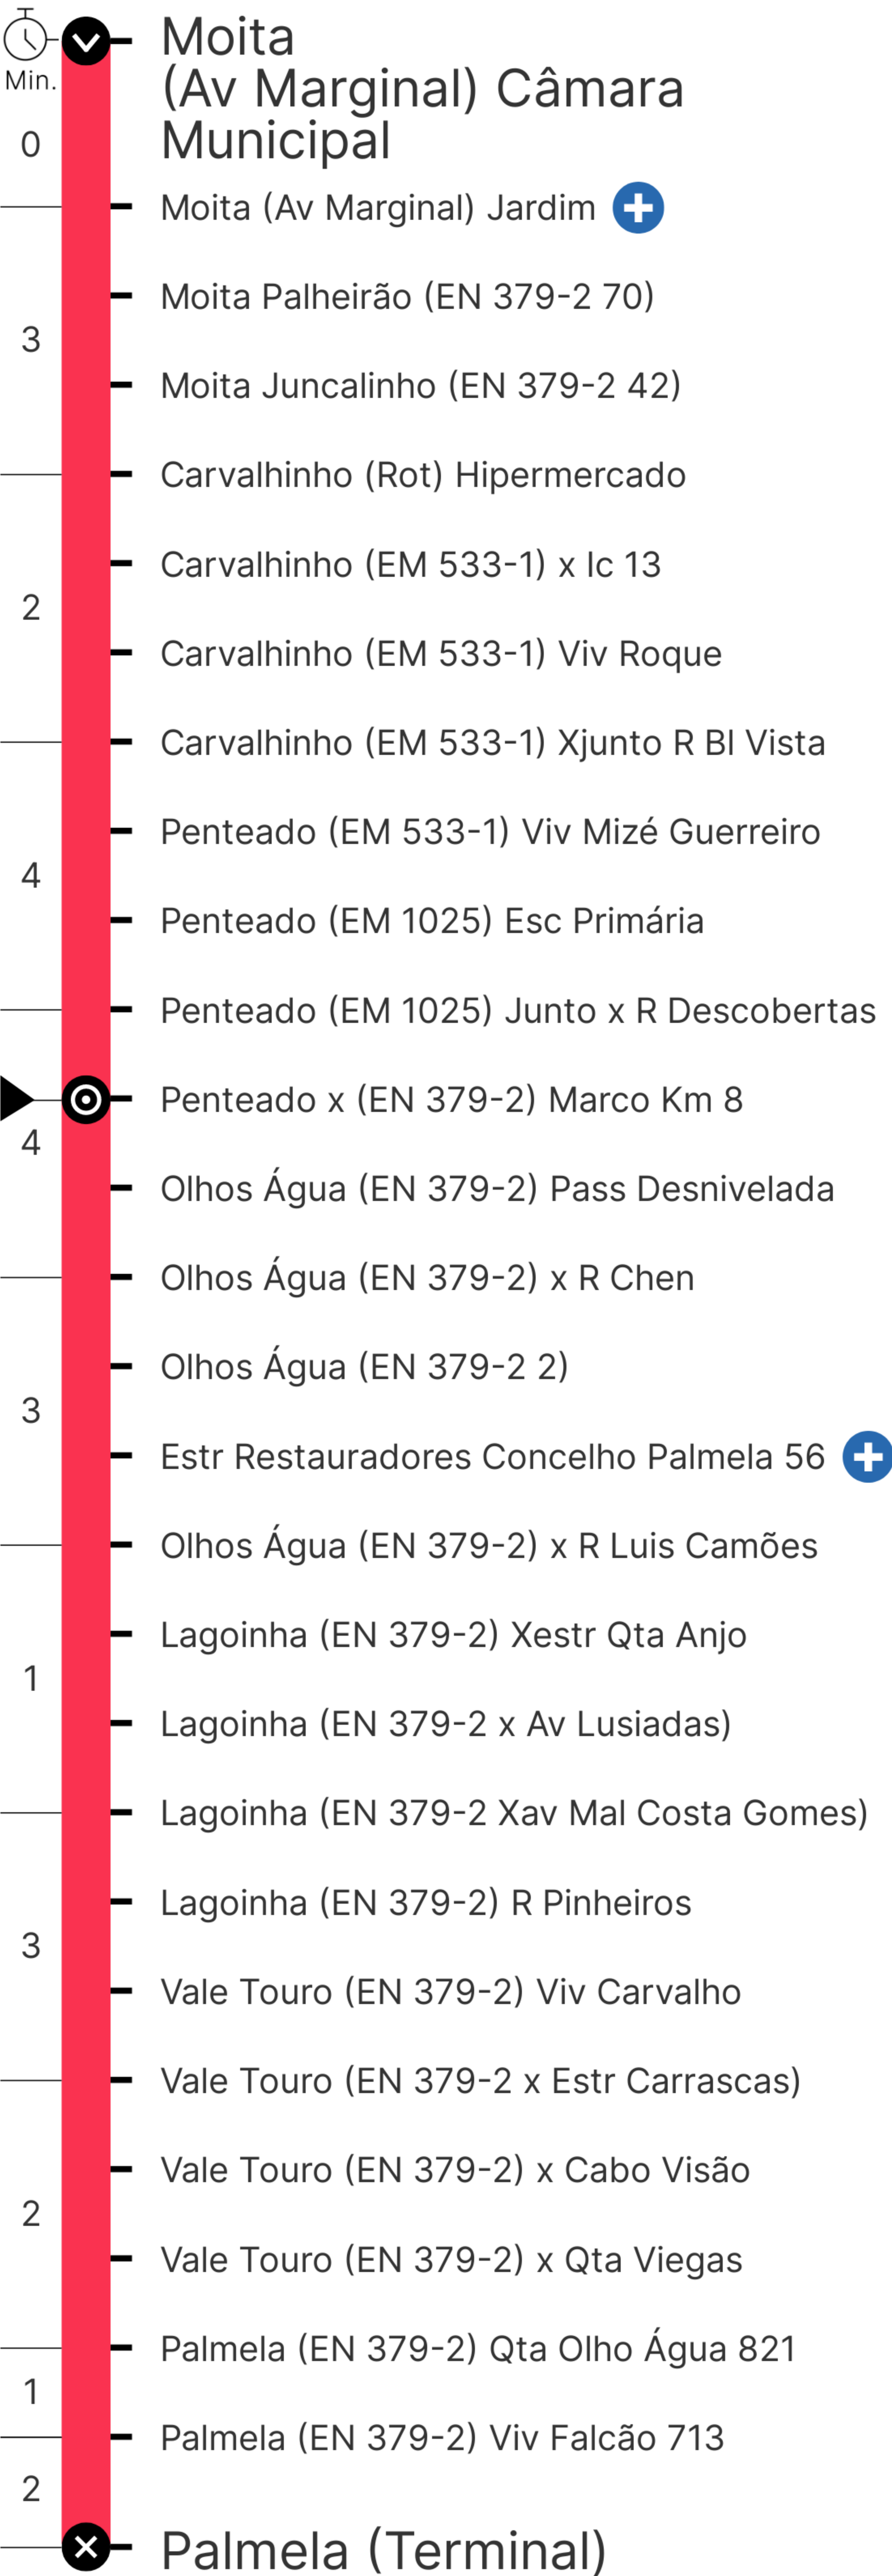 Moita
(Av Marginal) Câmara
Min.
Municipal
0
Moita (Av Marginal) Jardim
Moita Palheirão (EN 379-2 70)
3
Moita Juncalinho (EN 379-2 42)
Carvalhinho (Rot) Hipermercado
Carvalhinho (EM 533-1) x Ic 13
2
Carvalhinho (EM 533-1) Viv Roque
Carvalhinho (EM 533-1) Xjunto R Bl Vista
Penteado (EM 533-1) Viv Mizé Guerreiro
4
Penteado (EM 1025) Esc Primária
Penteado (EM 1025) Junto x R Descobertas
Penteado x (EN 379-2) Marco Km 8
4
Olhos Água (EN 379-2) Pass Desnivelada
Olhos Água (EN 379-2) x R Chen
Olhos Água (EN 379-2 2)
3
Estr Restauradores Concelho Palmela 56
Olhos Água (EN 379-2) x R Luis Camões
Lagoinha (EN 379-2) Xestr Qta Anjo
1
Lagoinha (EN 379-2 x Av Lusiadas)
Lagoinha (EN 379-2 Xav Mal Costa Gomes)
Lagoinha (EN 379-2) R Pinheiros
3
Vale Touro (EN 379-2) Viv Carvalho
Vale Touro (EN 379-2 x Estr Carrascas)
Vale Touro (EN 379-2) x Cabo Visão
2
Vale Touro (EN 379-2) x Qta Viegas
Palmela (EN 379-2) Qta Olho Água 821
1
Palmela (EN 379-2) Viv Falcão 713
2
Palmela (Terminal)